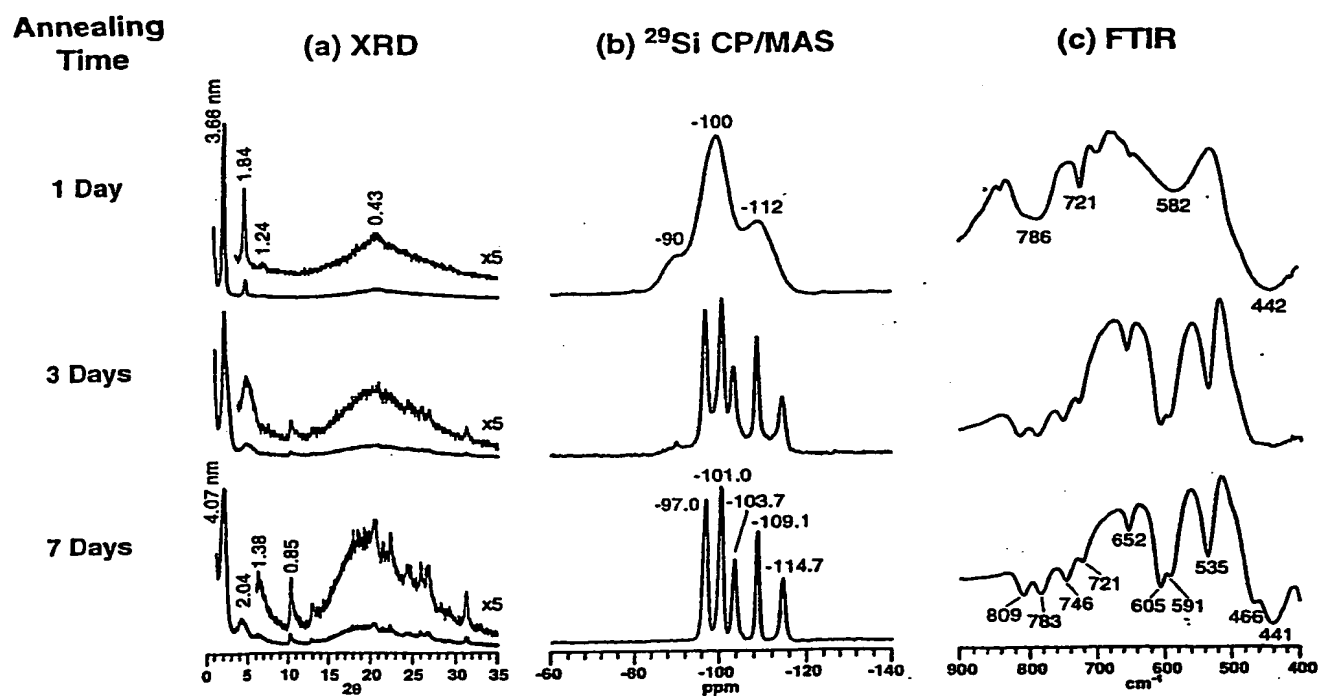 Annealing Time
(a) XRD
(b) ²⁹Si CP/MAS
(c) FTIR
1 Day
3.66 nm
1.84
1.24
0.43
x5
-100
-90
-112
786
721
582
442
3 Days
x5
7 Days
4.07 nm
2.04
1.38
0.85
x5
-97.0
-101.0
-103.7
-109.1
-114.7
809
783
746
721
652
605
591
535
466
441
0 5 10 15 20 25 30 35
2θ
-60 -80 -100 -120 -140
ppm
900 800 700 600 500 400
cm⁻¹